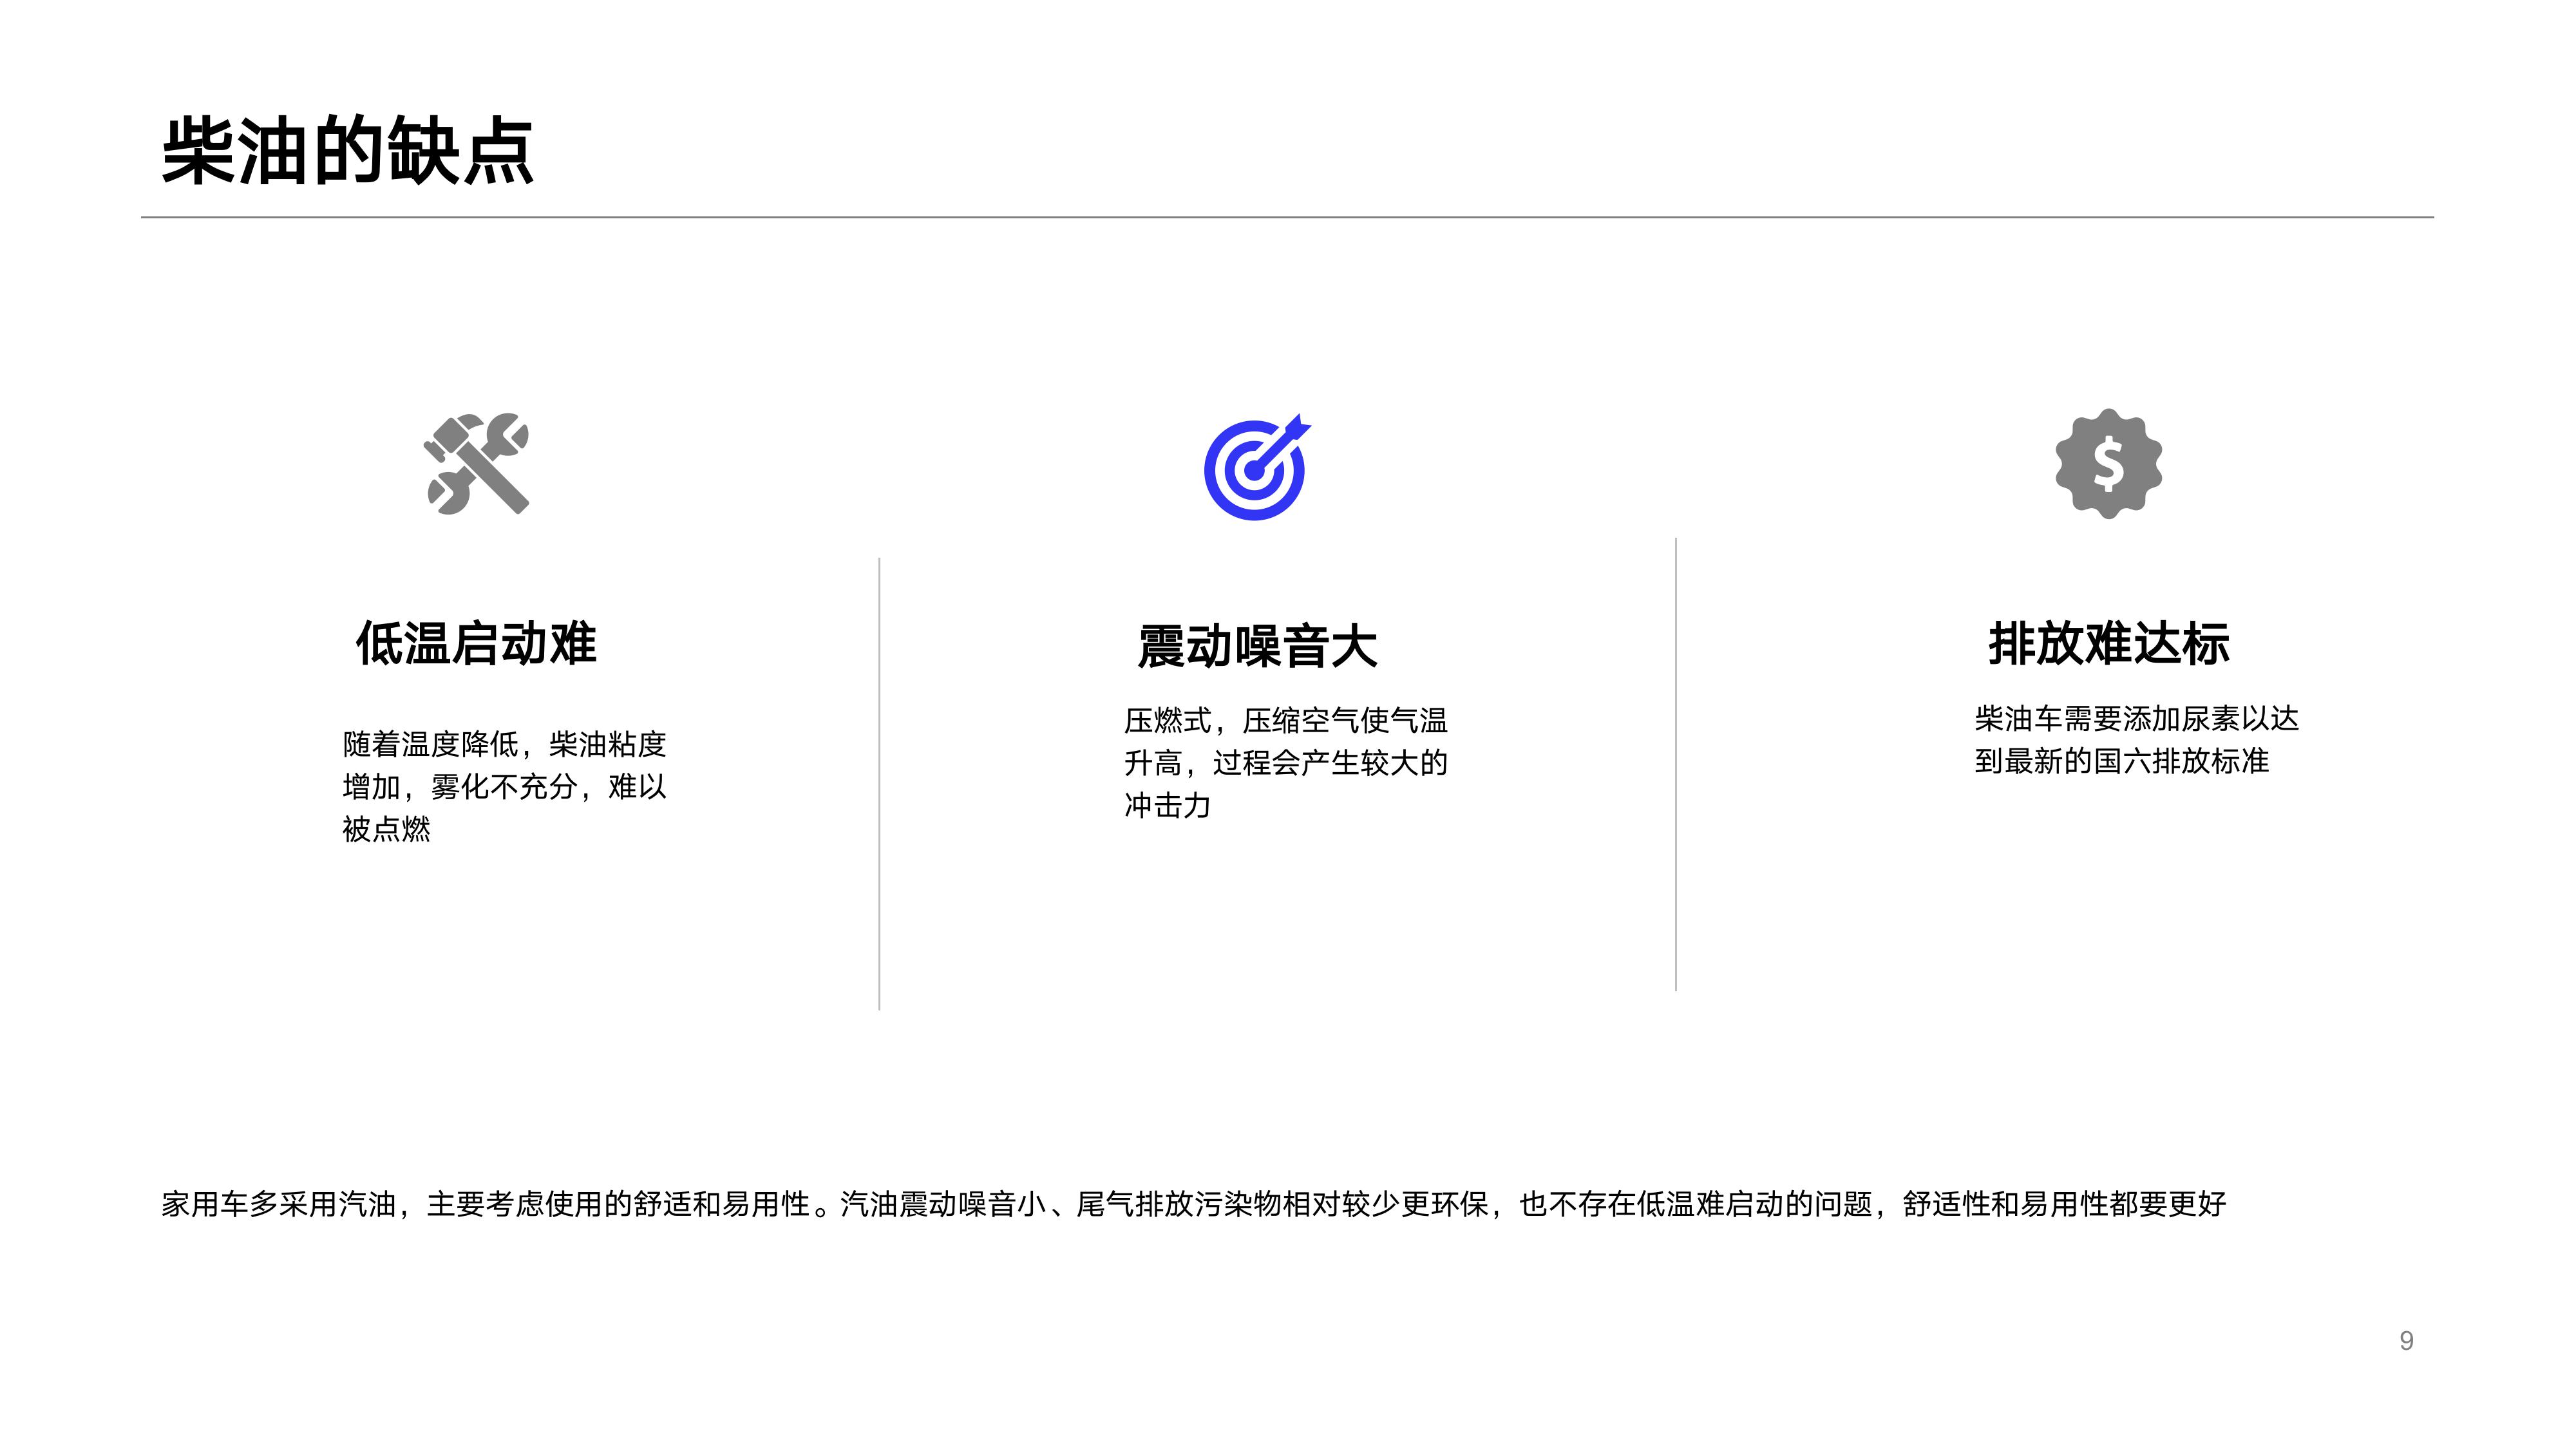 柴油的缺点
低温启动难
随着温度降低，柴油粘度
增加，雾化不充分，难以
被点燃
震动噪音大
压燃式，压缩空气使气温
升高，过程会产生较大的
冲击力
排放难达标
柴油车需要添加尿素以达
到最新的国六排放标准
家用车多采用汽油，主要考虑使用的舒适和易用性。汽油震动噪音小、尾气排放污染物相对较少更环保，也不存在低温难启动的问题，舒适性和易用性都要更好
9